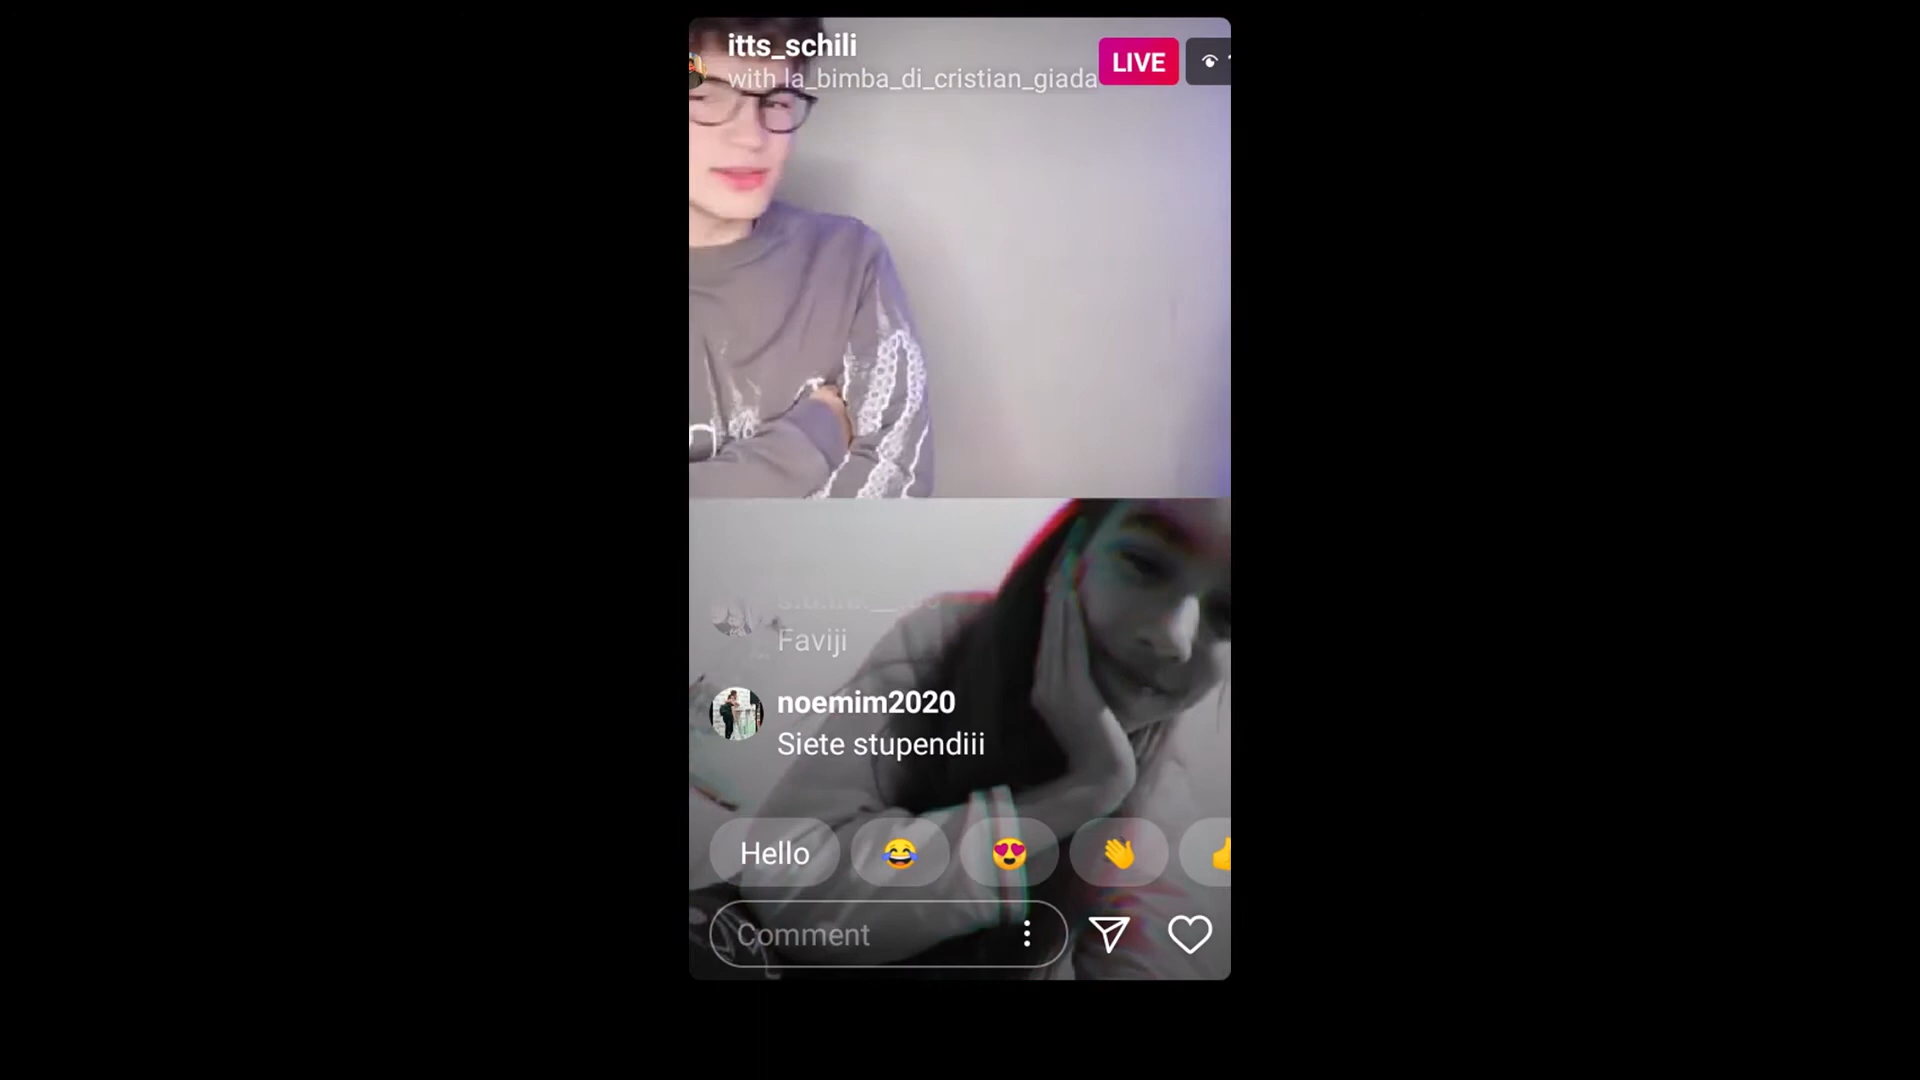 itts_schili
with la_bimba_di_cristian_giada
LIVE
Faviji
noemim2020
Siete stupendiii
Hello
Comment